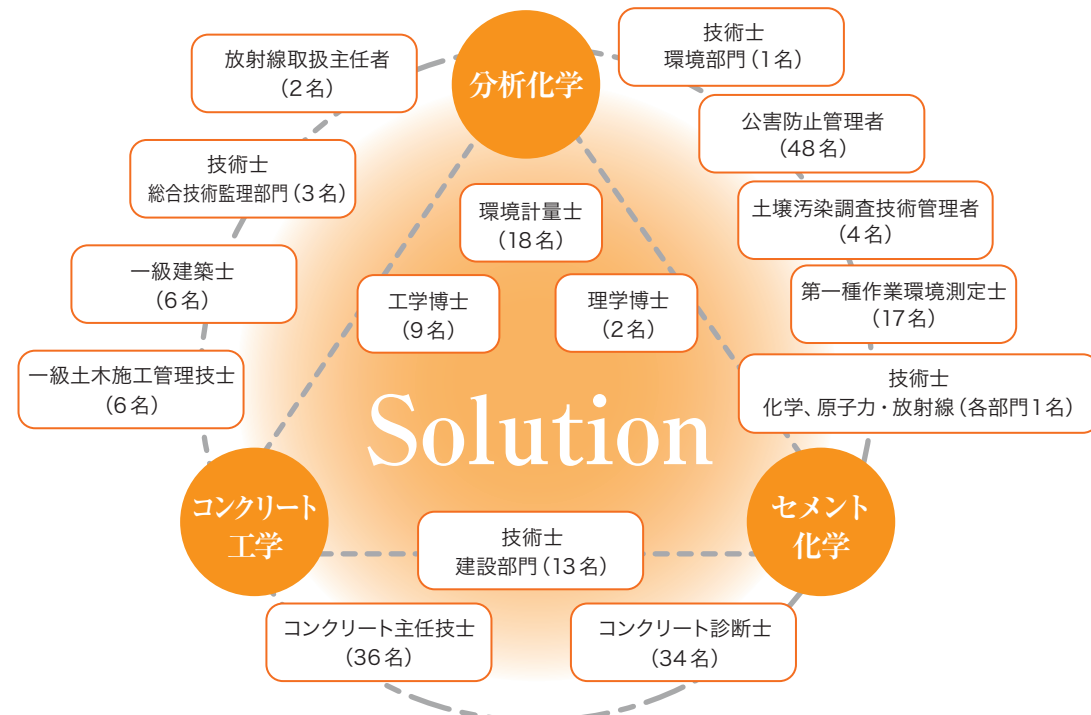 技術士
環境部門（1名）
放射線取扱主任者
（2名）
分析化学
公害防止管理者
（48名）
技術士
総合技術監理部門（3名）
土壌汚染調査技術管理者
（4名）
環境計量士
（18名）
一級建築士
（6名）
工学博士
（9名）
理学博士
（2名）
第一種作業環境測定士
（17名）
一級土木施工管理技士
（6名）
技術士
化学、原子力・放射線（各部門1名）
Solution
コンクリート
工学
セメント
化学
技術士
建設部門（13名）
コンクリート主任技士
（36名）
コンクリート診断士
（34名）